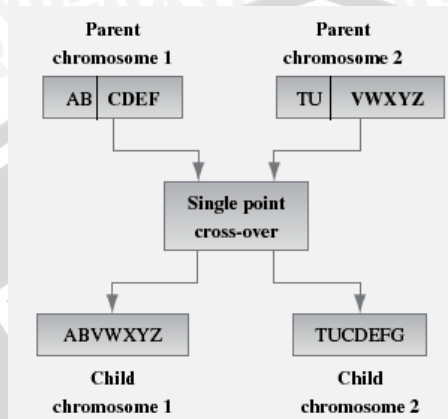 Parent
chromosome 1
Parent
chromosome 2
AB CDEF
TU VWXYZ
Single point
cross-over
ABVWXYZ
TUCDEFG
Child
chromosome 1
Child
chromosome 2